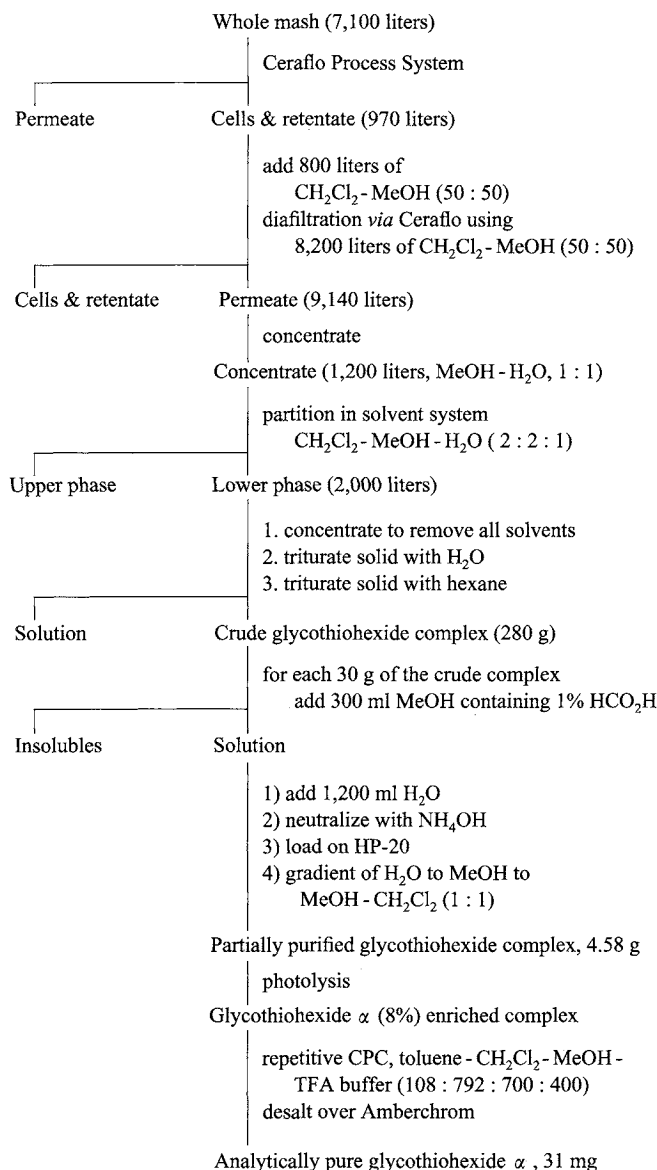 Whole mash (7,100 liters)
Ceraflo Process System
Permeate Cells & retentate (970 liters)
add 800 liters of
CH₂Cl₂ - MeOH (50 : 50)
diafiltration via Ceraflo using
8,200 liters of CH₂Cl₂ - MeOH (50 : 50)
Cells & retentate Permeate (9,140 liters)
concentrate
Concentrate (1,200 liters, MeOH - H₂O, 1 : 1)
partition in solvent system
CH₂Cl₂ - MeOH - H₂O ( 2 : 2 : 1)
Upper phase Lower phase (2,000 liters)
1. concentrate to remove all solvents
2. triturate solid with H₂O
3. triturate solid with hexane
Solution Crude glycothiohexide complex (280 g)
for each 30 g of the crude complex
add 300 ml MeOH containing 1% HCO₂H
Insolubles Solution
1) add 1,200 ml H₂O
2) neutralize with NH₄OH
3) load on HP-20
4) gradient of H₂O to MeOH to
MeOH - CH₂Cl₂ (1 : 1)
Partially purified glycothiohexide complex, 4.58 g
photolysis
Glycothiohexide α (8%) enriched complex
repetitive CPC, toluene - CH₂Cl₂ - MeOH -
TFA buffer (108 : 792 : 700 : 400)
desalt over Amberchrom
Analytically pure glycothiohexide α , 31 mg